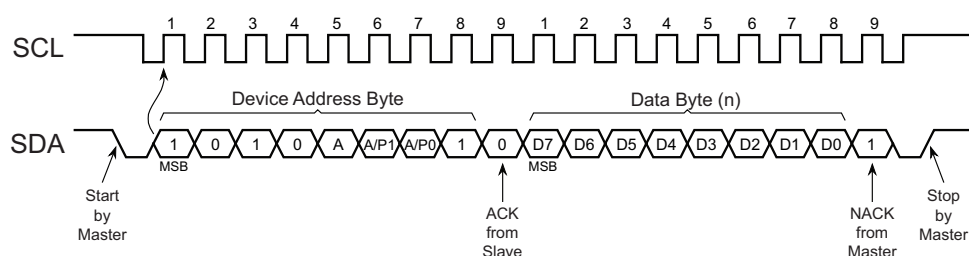 1 2 3 4 5 6 7 8 9 1 2 3 4 5 6 7 8 9
SCL
Device Address Byte Data Byte (n)
SDA 1 0 1 0 A A/P1 A/P0 1 0 D7 D6 D5 D4 D3 D2 D1 D0 1
MSB MSB
Start
by
Master
ACK
from
Slave
NACK
from
Master
Stop
by
Master